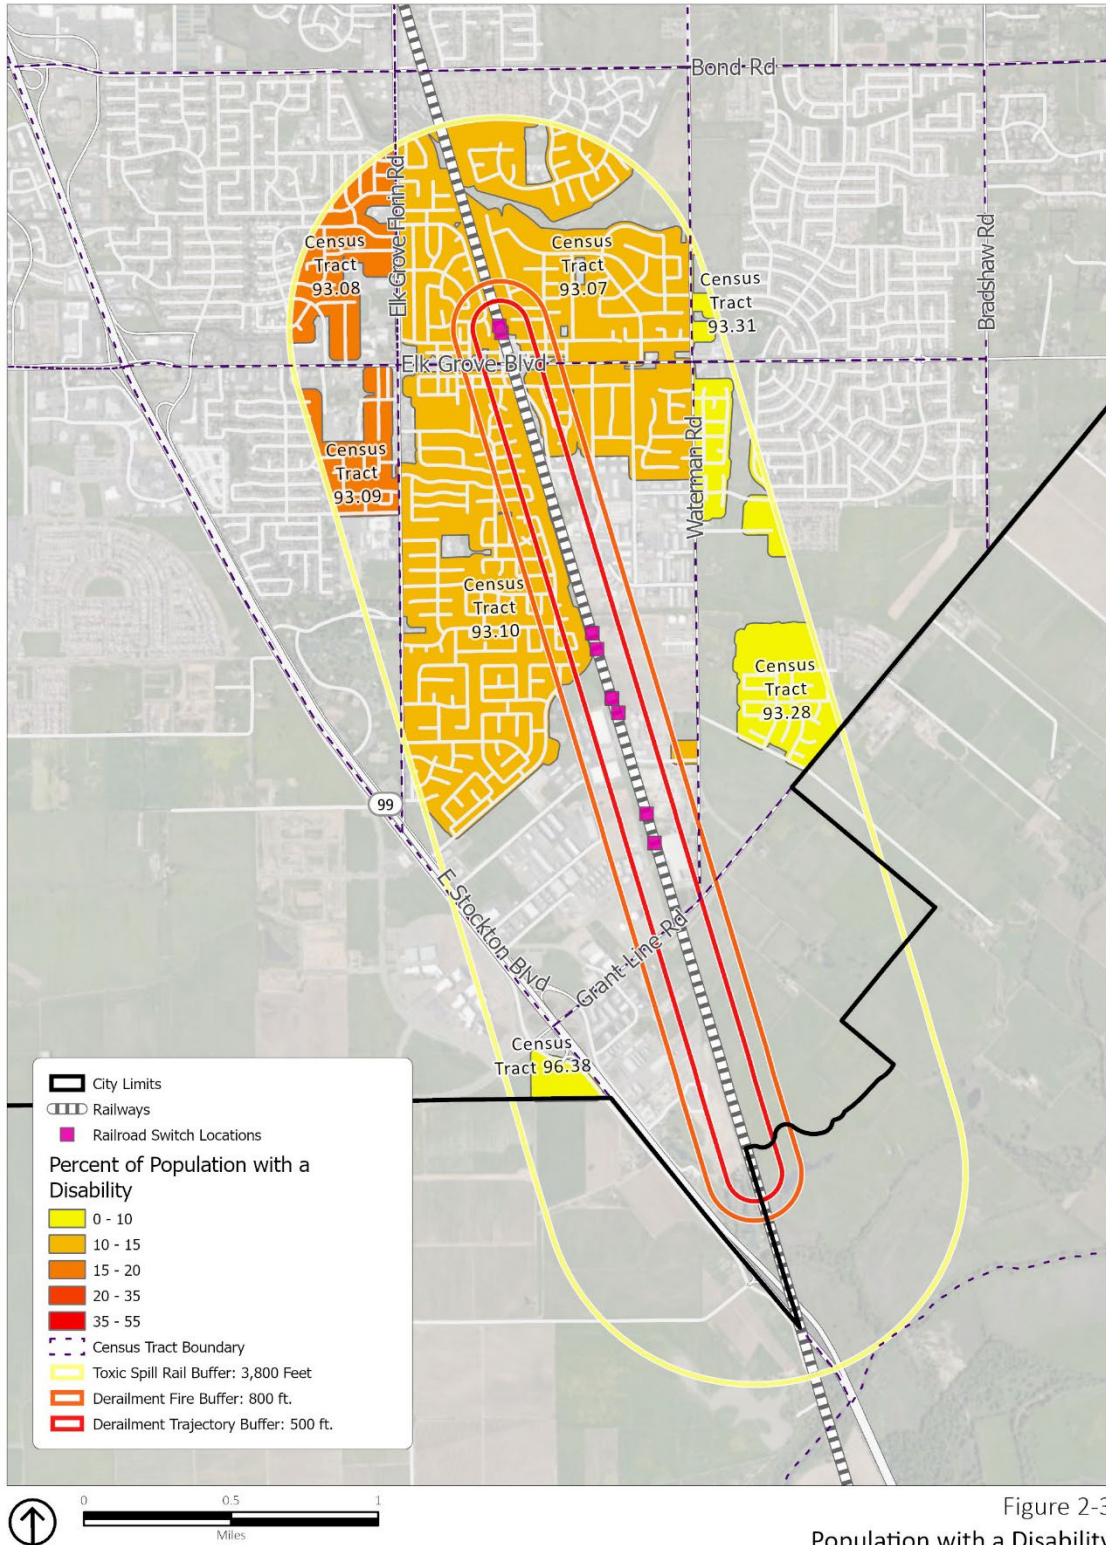 Bond Rd
Elk Grove Florin Rd
Bradshaw Rd
Census
Tract
93.08
Census
Tract
93.07
Census
Tract
93.31
Elk Grove Blvd
Census
Tract
93.09
Waterman Rd
Census
Tract
93.10
Census
Tract
93.28
99
E Stockton Blvd
Grant Line Rd
Census
Tract 96.38
City Limits
Railways
Railroad Switch Locations
Percent of Population with a
Disability
0 - 10
10 - 15
15 - 20
20 - 35
35 - 55
Census Tract Boundary
Toxic Spill Rail Buffer: 3,800 Feet
Derailment Fire Buffer: 800 ft.
Derailment Trajectory Buffer: 500 ft.
0 0.5 1
Miles
Figure 2-3
Population with a Disability